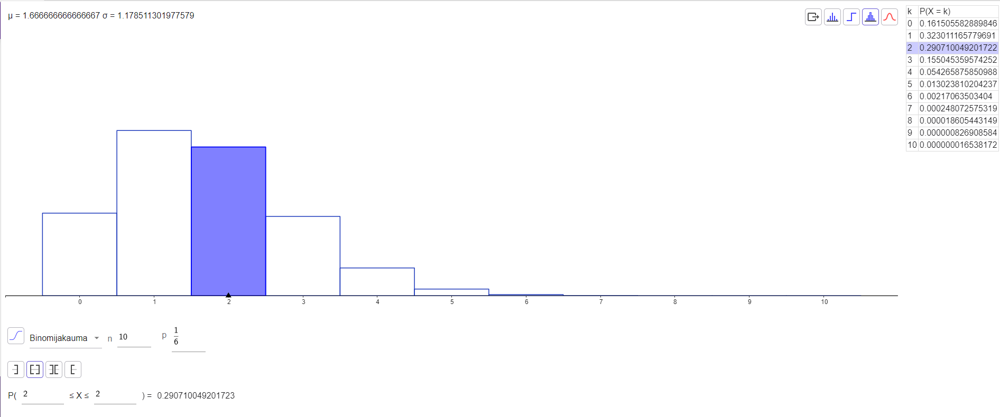 μ = 1.666666666666667 σ = 1.178511301977579
k P(X = k)
0 0.161505582889846
1 0.323011165779691
2 0.290710049201722
3 0.155045359574252
4 0.054265875850988
5 0.013023810204237
6 0.00217063503404
7 0.000248072575319
8 0.000018605443149
9 0.000000826908584
10 0.000000016538172
0 1 2 3 4 5 6 7 8 9 10
Binomijakauma n 10 p 1/6
P( 2 ≤ X ≤ 2 ) = 0.290710049201723